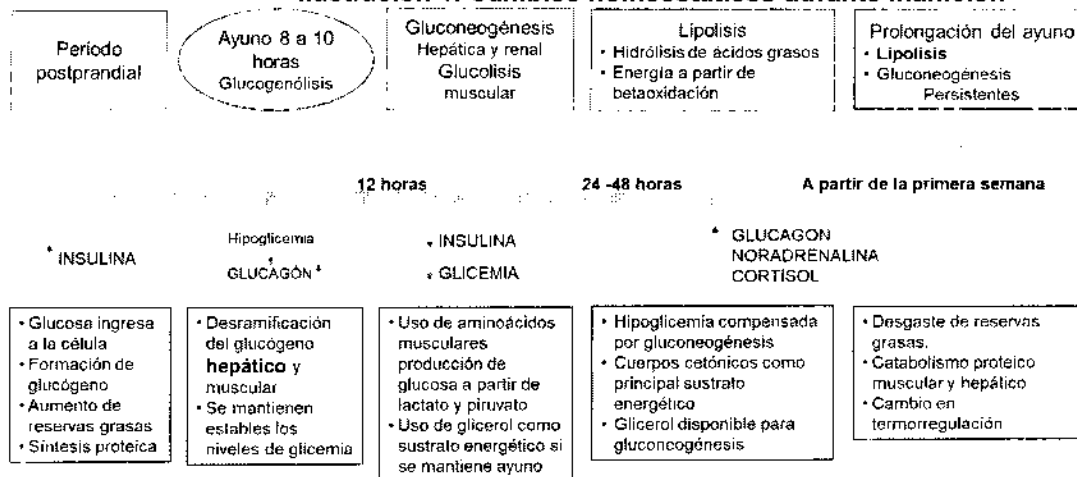 Período
postprandial
Ayuno 8 a 10
horas
Glucogenólisis
Gluconeogénesis
Hepática y renal
Glucolisis
muscular
Lípolisis
• Hidrólisis de ácidos grasos
• Energía a partir de
betaoxidación
Prolongación del ayuno
• Lipolisis
• Gluconeogénesis
Persistentes
12 horas
24 -48 horas
A partir de la primera semana
INSULINA
Hipoglicemia
GLUCAGÓN
INSULINA
GLICEMIA
GLUCAGON
NORADRENALINA
CORTISOL
• Glucosa ingresa
a la célula
• Formación de
glucógeno
• Aumento de
reservas grasas
• Síntesis proteica
• Desramificación
del glucógeno
hepático y
muscular
• Se mantienen
estables los
niveles de glicemia
• Uso de aminoácidos
musculares
producción de
glucosa a partir de
lactato y piruvato
• Uso de glicerol como
sustrato energético si
se mantiene ayuno
• Hipoglicemia compensada
por gluconeogénesis
• Cuerpos cetónicos como
principal sustrato
energético
• Glicerol disponible para
gluconeogénesis
• Desgaste de reservas
grasas.
• Catabolismo proteico
muscular y hepático
• Cambio en
termorregulación